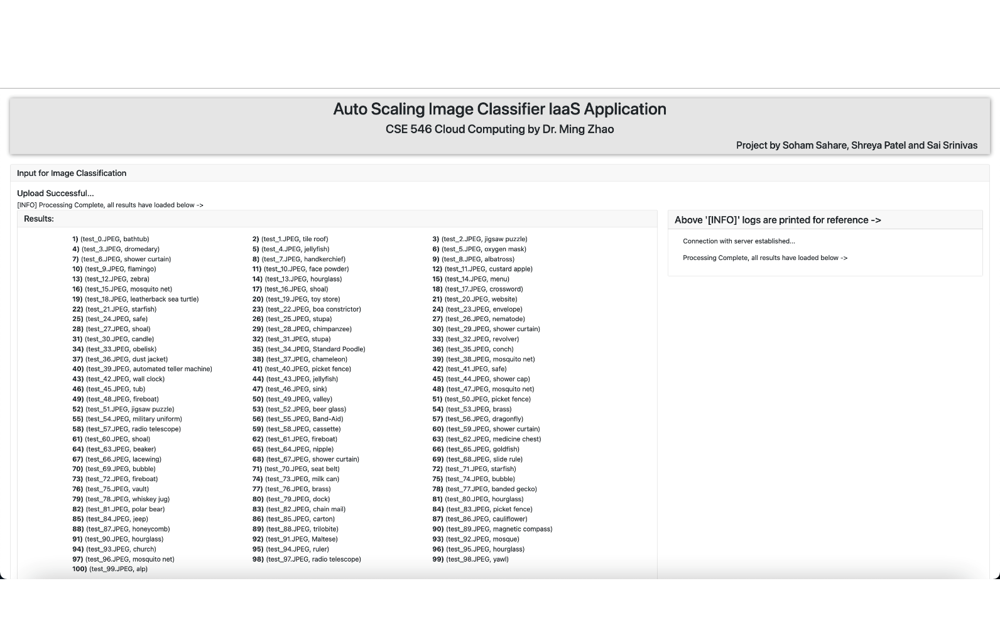 Auto Scaling Image Classifier IaaS Application
CSE 546 Cloud Computing by Dr. Ming Zhao
Project by Soham Sahare, Shreya Patel and Sai Srinivas
Input for Image Classification
Upload Successful...
[INFO] Processing Complete, all results have loaded below ->
Results:
1) (test_0.JPEG, bathtub) 2) (test_1.JPEG, tile roof) 3) (test_2.JPEG, jigsaw puzzle)
4) (test_3.JPEG, dromedary) 5) (test_4.JPEG, jellyfish) 6) (test_5.JPEG, oxygen mask)
7) (test_6.JPEG, shower curtain) 8) (test_7.JPEG, handkerchief) 9) (test_8.JPEG, albatross)
10) (test_9.JPEG, flamingo) 11) (test_10.JPEG, face powder) 12) (test_11.JPEG, custard apple)
13) (test_12.JPEG, zebra) 14) (test_13.JPEG, hourglass) 15) (test_14.JPEG, menu)
16) (test_15.JPEG, mosquito net) 17) (test_16.JPEG, shoal) 18) (test_17.JPEG, crossword)
19) (test_18.JPEG, leatherback sea turtle) 20) (test_19.JPEG, toy store) 21) (test_20.JPEG, website)
22) (test_21.JPEG, starfish) 23) (test_22.JPEG, boa constrictor) 24) (test_23.JPEG, envelope)
25) (test_24.JPEG, safe) 26) (test_25.JPEG, stupa) 27) (test_26.JPEG, nematode)
28) (test_27.JPEG, shoal) 29) (test_28.JPEG, chimpanzee) 30) (test_29.JPEG, shower curtain)
31) (test_30.JPEG, candle) 32) (test_31.JPEG, stupa) 33) (test_32.JPEG, revolver)
34) (test_33.JPEG, obelisk) 35) (test_34.JPEG, Standard Poodle) 36) (test_35.JPEG, conch)
37) (test_36.JPEG, dust jacket) 38) (test_37.JPEG, chameleon) 39) (test_38.JPEG, mosquito net)
40) (test_39.JPEG, automated teller machine) 41) (test_40.JPEG, picket fence) 42) (test_41.JPEG, safe)
43) (test_42.JPEG, wall clock) 44) (test_43.JPEG, jellyfish) 45) (test_44.JPEG, shower cap)
46) (test_45.JPEG, tub) 47) (test_46.JPEG, sink) 48) (test_47.JPEG, mosquito net)
49) (test_48.JPEG, fireboat) 50) (test_49.JPEG, valley) 51) (test_50.JPEG, picket fence)
52) (test_51.JPEG, jigsaw puzzle) 53) (test_52.JPEG, beer glass) 54) (test_53.JPEG, brass)
55) (test_54.JPEG, military uniform) 56) (test_55.JPEG, Band-Aid) 57) (test_56.JPEG, dragonfly)
58) (test_57.JPEG, radio telescope) 59) (test_58.JPEG, cassette) 60) (test_59.JPEG, shower curtain)
61) (test_60.JPEG, shoal) 62) (test_61.JPEG, fireboat) 63) (test_62.JPEG, medicine chest)
64) (test_63.JPEG, beaker) 65) (test_64.JPEG, nipple) 66) (test_65.JPEG, goldfish)
67) (test_66.JPEG, lacewing) 68) (test_67.JPEG, shower curtain) 69) (test_68.JPEG, slide rule)
70) (test_69.JPEG, bubble) 71) (test_70.JPEG, seat belt) 72) (test_71.JPEG, starfish)
73) (test_72.JPEG, fireboat) 74) (test_73.JPEG, milk can) 75) (test_74.JPEG, bubble)
76) (test_75.JPEG, vault) 77) (test_76.JPEG, brass) 78) (test_77.JPEG, banded gecko)
79) (test_78.JPEG, whiskey jug) 80) (test_79.JPEG, dock) 81) (test_80.JPEG, hourglass)
82) (test_81.JPEG, polar bear) 83) (test_82.JPEG, chain mail) 84) (test_83.JPEG, picket fence)
85) (test_84.JPEG, jeep) 86) (test_85.JPEG, carton) 87) (test_86.JPEG, cauliflower)
88) (test_87.JPEG, honeycomb) 89) (test_88.JPEG, trilobite) 90) (test_89.JPEG, magnetic compass)
91) (test_90.JPEG, hourglass) 92) (test_91.JPEG, Maltese) 93) (test_92.JPEG, mosque)
94) (test_93.JPEG, church) 95) (test_94.JPEG, ruler) 96) (test_95.JPEG, hourglass)
97) (test_96.JPEG, mosquito net) 98) (test_97.JPEG, radio telescope) 99) (test_98.JPEG, yawl)
100) (test_99.JPEG, alp)
Above '[INFO]' logs are printed for reference ->
Connection with server established...
Processing Complete, all results have loaded below ->